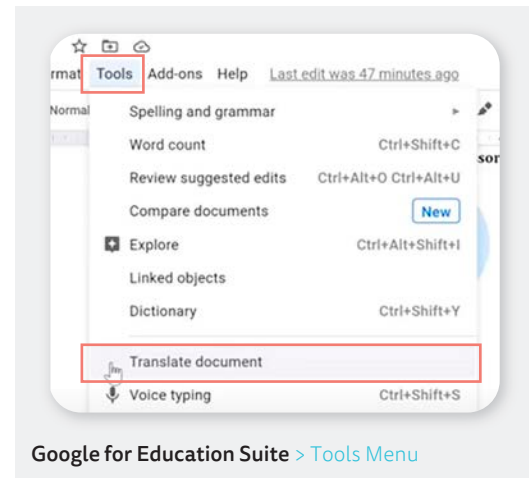 rmat Tools Add-ons Help Last edit was 47 minutes ago
Normal
Spelling and grammar
Word count Ctrl+Shift+C
sor
Review suggested edits Ctrl+Alt+O Ctrl+Alt+U
Compare documents New
Explore Ctrl+Alt+Shift+I
Linked objects
Dictionary Ctrl+Shift+Y
Translate document
Voice typing Ctrl+Shift+S
Google for Education Suite > Tools Menu